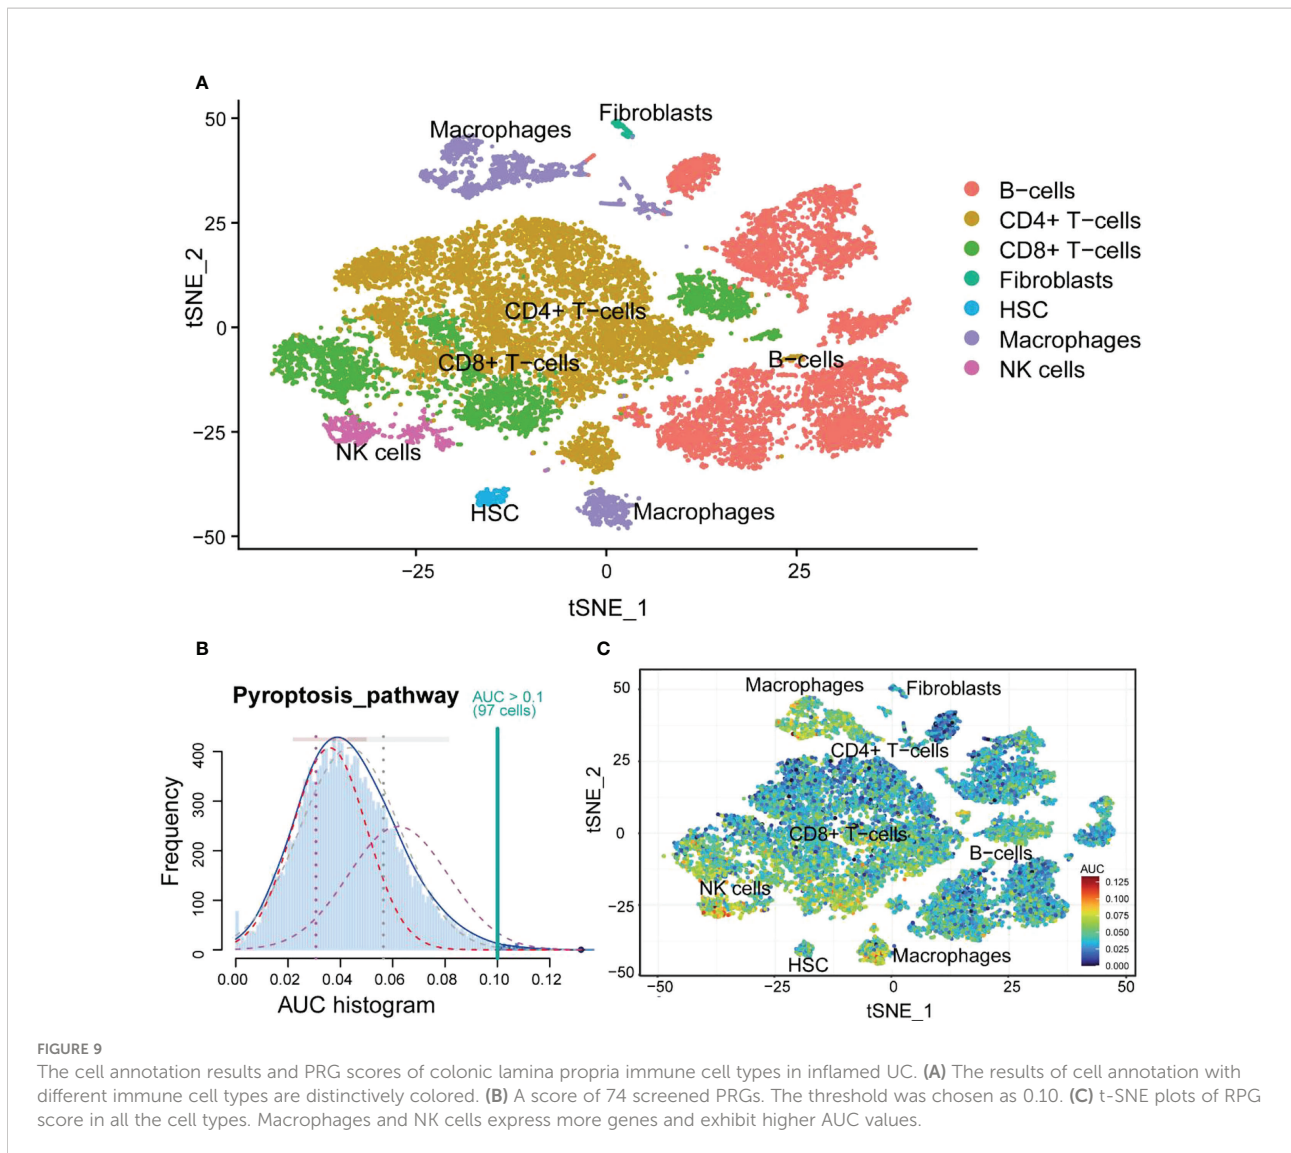 A
Macrophages
Fibroblasts
50
25
0
−25
−50
tSNE_2
CD4+ T−cells
CD8+ T−cells
B−cells
NK cells
HSC
Macrophages
−25
0
25
tSNE_1
B−cells
CD4+ T−cells
CD8+ T−cells
Fibroblasts
HSC
Macrophages
NK cells
B
Pyroptosis_pathway
AUC > 0.1
(97 cells)
Frequency
400
300
200
100
0
0.00
0.02
0.04
0.06
0.08
0.10
0.12
AUC histogram
C
Macrophages
Fibroblasts
50
25
0
−25
−50
tSNE_2
CD4+ T−cells
CD8+ T−cells
B−cells
NK cells
HSC
Macrophages
AUC
0.125
0.100
0.075
0.050
0.025
0.000
−50
−25
0
25
50
tSNE_1
FIGURE 9
The cell annotation results and PRG scores of colonic lamina propria immune cell types in inflamed UC. (A) The results of cell annotation with
different immune cell types are distinctively colored. (B) A score of 74 screened PRGs. The threshold was chosen as 0.10. (C) t-SNE plots of RPG
score in all the cell types. Macrophages and NK cells express more genes and exhibit higher AUC values.